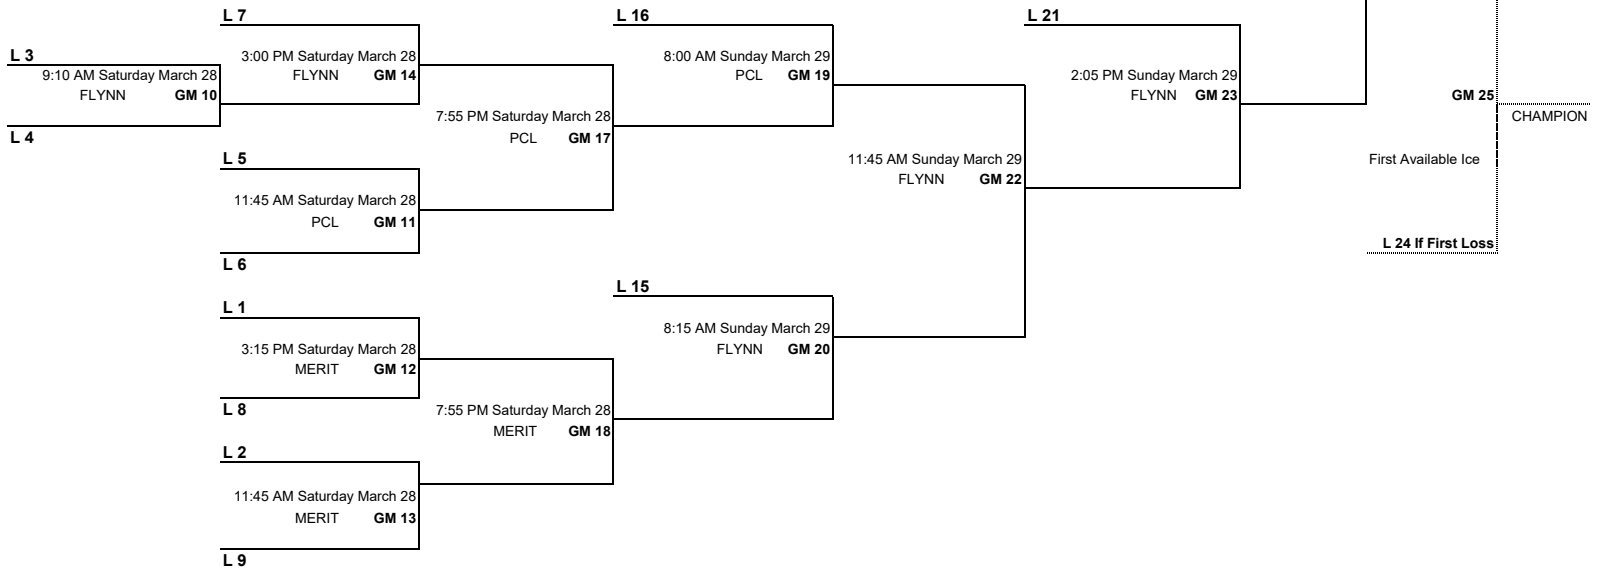 L 7
L 16
L 21
L 3
3:00 PM Saturday March 28
8:00 AM Sunday March 29
9:10 AM Saturday March 28
FLYNN GM 14
PCL GM 19
2:05 PM Sunday March 29
FLYNN GM 10
FLYNN GM 23
GM 25
7:55 PM Saturday March 28
CHAMPION
L 4
PCL GM 17
L 5
11:45 AM Sunday March 29
First Available Ice
FLYNN GM 22
11:45 AM Saturday March 28
PCL GM 11
L 24 If First Loss
L 6
L 15
L 1
8:15 AM Sunday March 29
3:15 PM Saturday March 28
FLYNN GM 20
MERIT GM 12
L 8
7:55 PM Saturday March 28
MERIT GM 18
L 2
11:45 AM Saturday March 28
MERIT GM 13
L 9